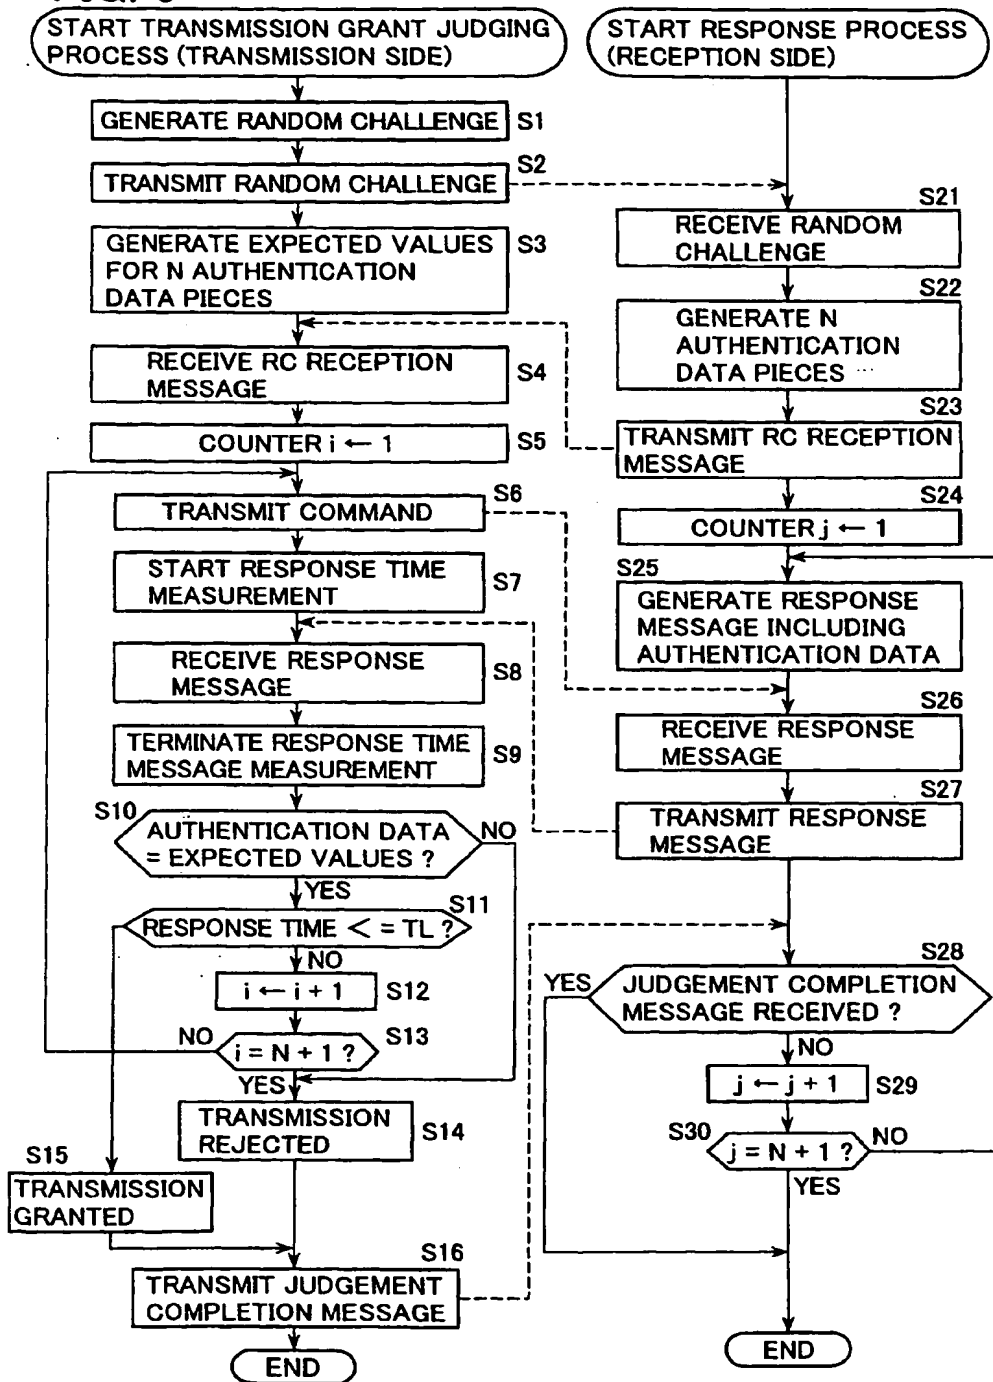 START TRANSMISSION GRANT JUDGING
PROCESS (TRANSMISSION SIDE)
GENERATE RANDOM CHALLENGE
S1
TRANSMIT RANDOM CHALLENGE
S2
GENERATE EXPECTED VALUES
FOR N AUTHENTICATION
DATA PIECES
S3
RECEIVE RC RECEPTION
MESSAGE
S4
COUNTER i ← 1
S5
S6
TRANSMIT COMMAND
START RESPONSE TIME
MEASUREMENT
S7
RECEIVE RESPONSE
MESSAGE
S8
TERMINATE RESPONSE TIME
MESSAGE MEASUREMENT
S9
S10
AUTHENTICATION DATA
= EXPECTED VALUES ?
NO
YES
S11
RESPONSE TIME < = TL ?
NO
i ← i + 1
S12
NO
i = N + 1 ?
S13
YES
TRANSMISSION
REJECTED
S14
S15
TRANSMISSION
GRANTED
S16
TRANSMIT JUDGEMENT
COMPLETION MESSAGE
END
START RESPONSE PROCESS
(RECEPTION SIDE)
S21
RECEIVE RANDOM
CHALLENGE
S22
GENERATE N
AUTHENTICATION
DATA PIECES
S23
TRANSMIT RC RECEPTION
MESSAGE
S24
COUNTER j ← 1
S25
GENERATE RESPONSE
MESSAGE INCLUDING
AUTHENTICATION DATA
S26
RECEIVE RESPONSE
MESSAGE
S27
TRANSMIT RESPONSE
MESSAGE
S28
YES
JUDGEMENT COMPLETION
MESSAGE RECEIVED ?
NO
j ← j + 1
S29
S30
j = N + 1 ?
NO
YES
END